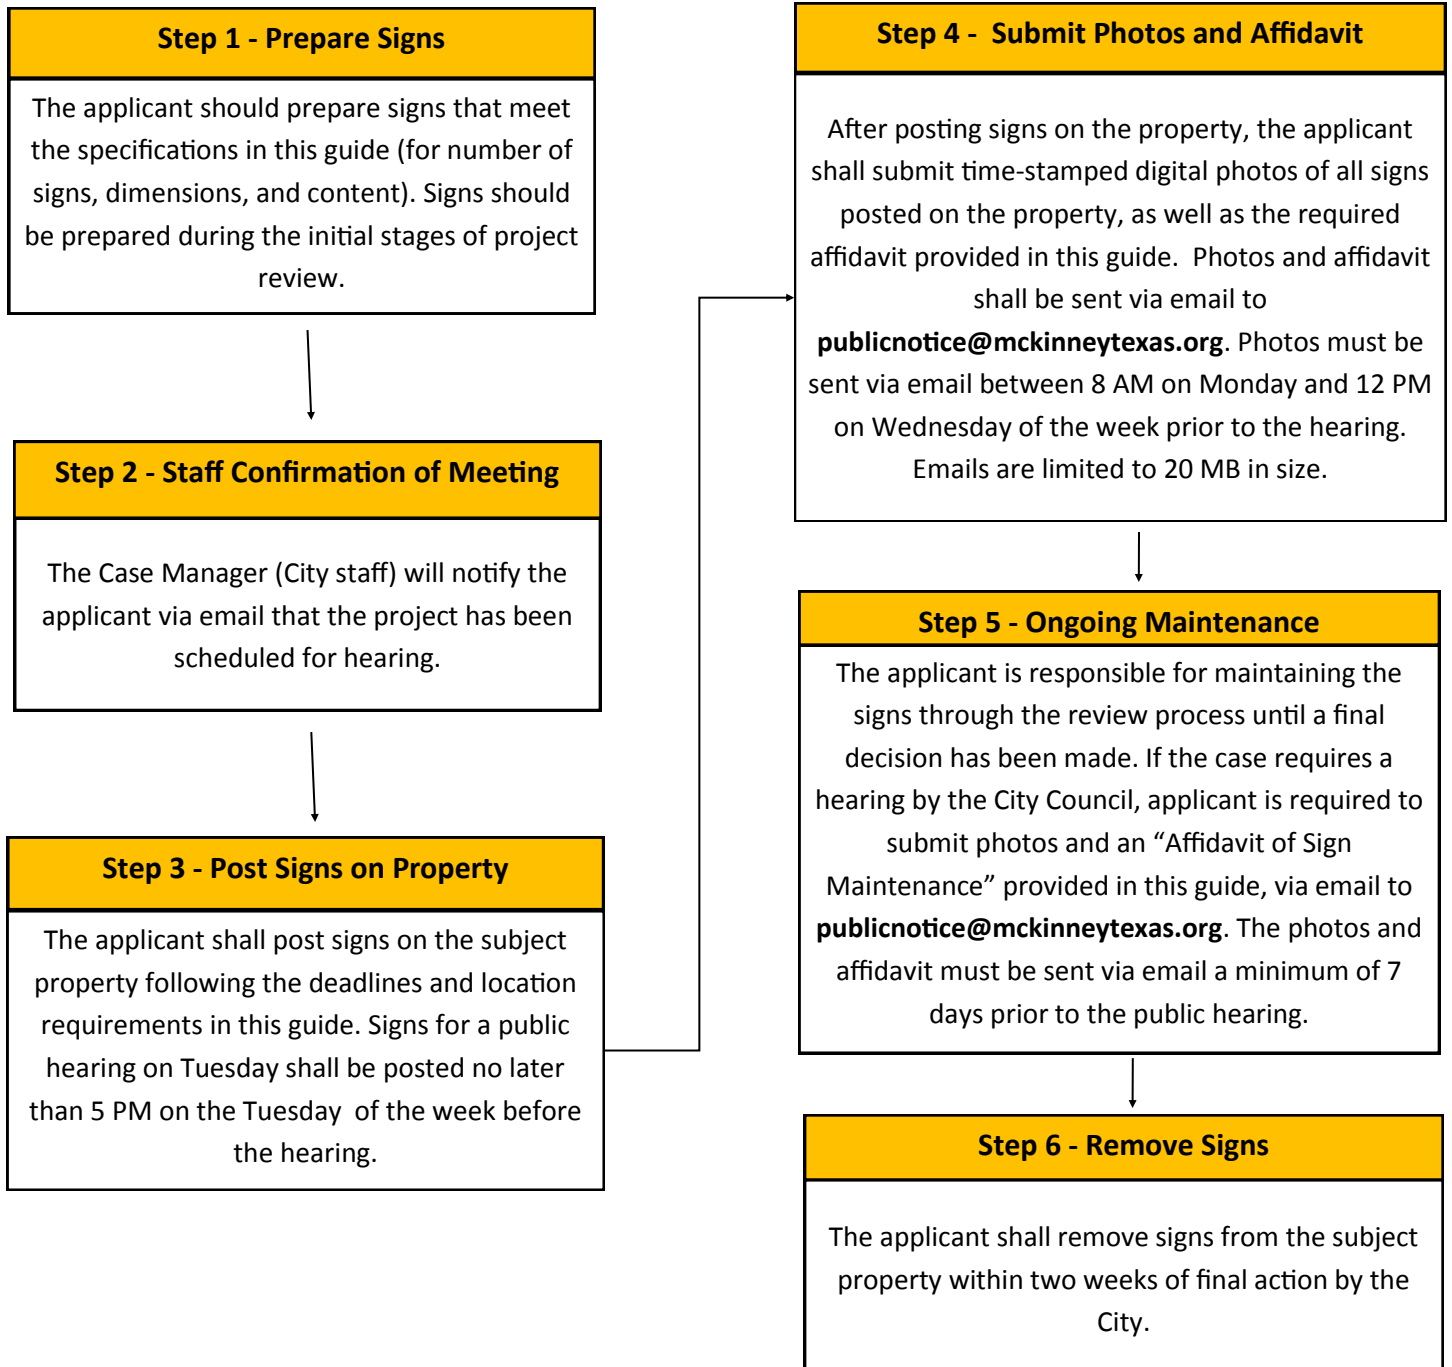 Step 1 - Prepare Signs
The applicant should prepare signs that meet
the specifications in this guide (for number of
signs, dimensions, and content). Signs should
be prepared during the initial stages of project
review.
Step 2 - Staff Confirmation of Meeting
The Case Manager (City staff) will notify the
applicant via email that the project has been
scheduled for hearing.
Step 3 - Post Signs on Property
The applicant shall post signs on the subject
property following the deadlines and location
requirements in this guide. Signs for a public
hearing on Tuesday shall be posted no later
than 5 PM on the Tuesday of the week before
the hearing.
Step 4 - Submit Photos and Affidavit
After posting signs on the property, the applicant
shall submit time-stamped digital photos of all signs
posted on the property, as well as the required
affidavit provided in this guide. Photos and affidavit
shall be sent via email to
publicnotice@mckinneytexas.org. Photos must be
sent via email between 8 AM on Monday and 12 PM
on Wednesday of the week prior to the hearing.
Emails are limited to 20 MB in size.
Step 5 - Ongoing Maintenance
The applicant is responsible for maintaining the
signs through the review process until a final
decision has been made. If the case requires a
hearing by the City Council, applicant is required to
submit photos and an “Affidavit of Sign
Maintenance” provided in this guide, via email to
publicnotice@mckinneytexas.org. The photos and
affidavit must be sent via email a minimum of 7
days prior to the public hearing.
Step 6 - Remove Signs
The applicant shall remove signs from the subject
property within two weeks of final action by the
City.